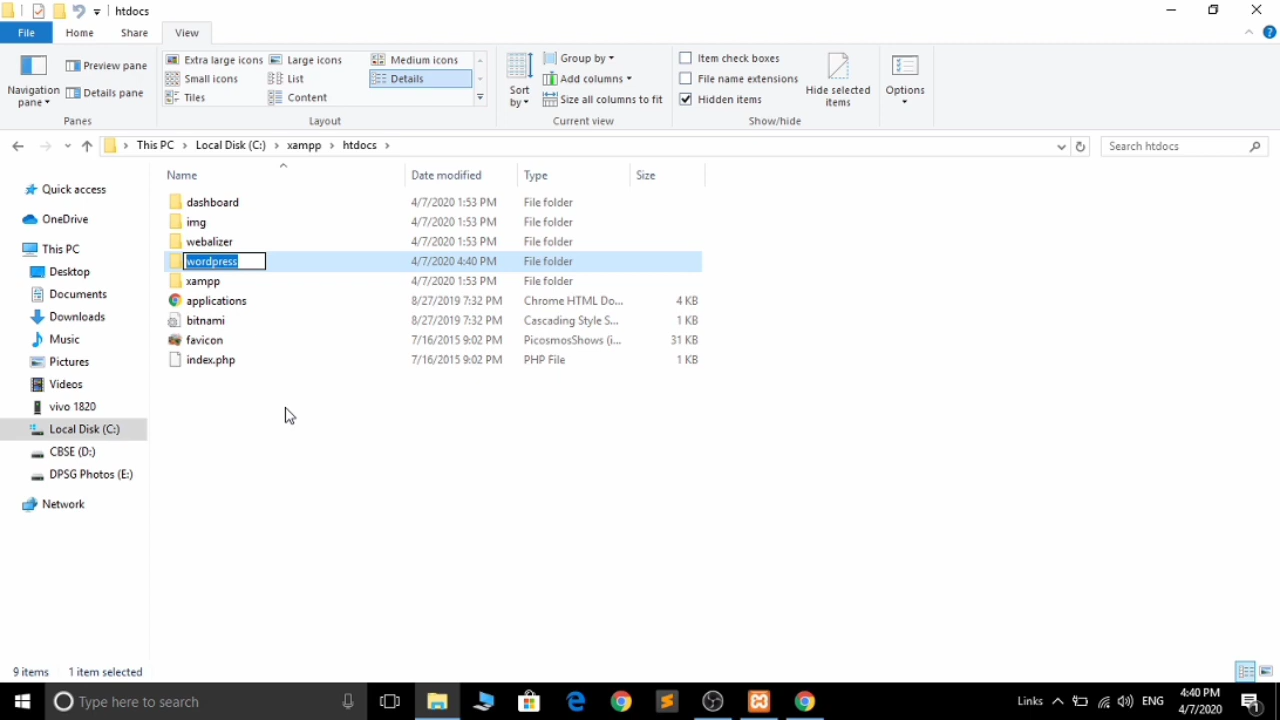 htdocs
File Home Share View
Navigation pane
Preview pane
Details pane
Panes
Extra large icons Large icons Medium icons
Small icons List Details
Tiles Content
Layout
Sort by
Group by
Add columns
Size all columns to fit
Current view
Item check boxes
File name extensions
Hidden items
Hide selected items
Show/hide
Options
This PC Local Disk (C:) xampp htdocs
Search htdocs
Name Date modified Type Size
dashboard 4/7/2020 1:53 PM File folder
img 4/7/2020 1:53 PM File folder
webalizer 4/7/2020 1:53 PM File folder
wordpress 4/7/2020 4:40 PM File folder
xampp 4/7/2020 1:53 PM File folder
applications 8/27/2019 7:32 PM Chrome HTML Do... 4 KB
bitnami 8/27/2019 7:32 PM Cascading Style S... 1 KB
favicon 7/16/2015 9:02 PM PicosmosShows (i... 31 KB
index.php 7/16/2015 9:02 PM PHP File 1 KB
Quick access
OneDrive
This PC
Desktop
Documents
Downloads
Music
Pictures
Videos
vivo 1820
Local Disk (C:)
CBSE (D:)
DPSG Photos (E:)
Network
9 items 1 item selected
Type here to search
Links ENG
4:40 PM
4/7/2020
1